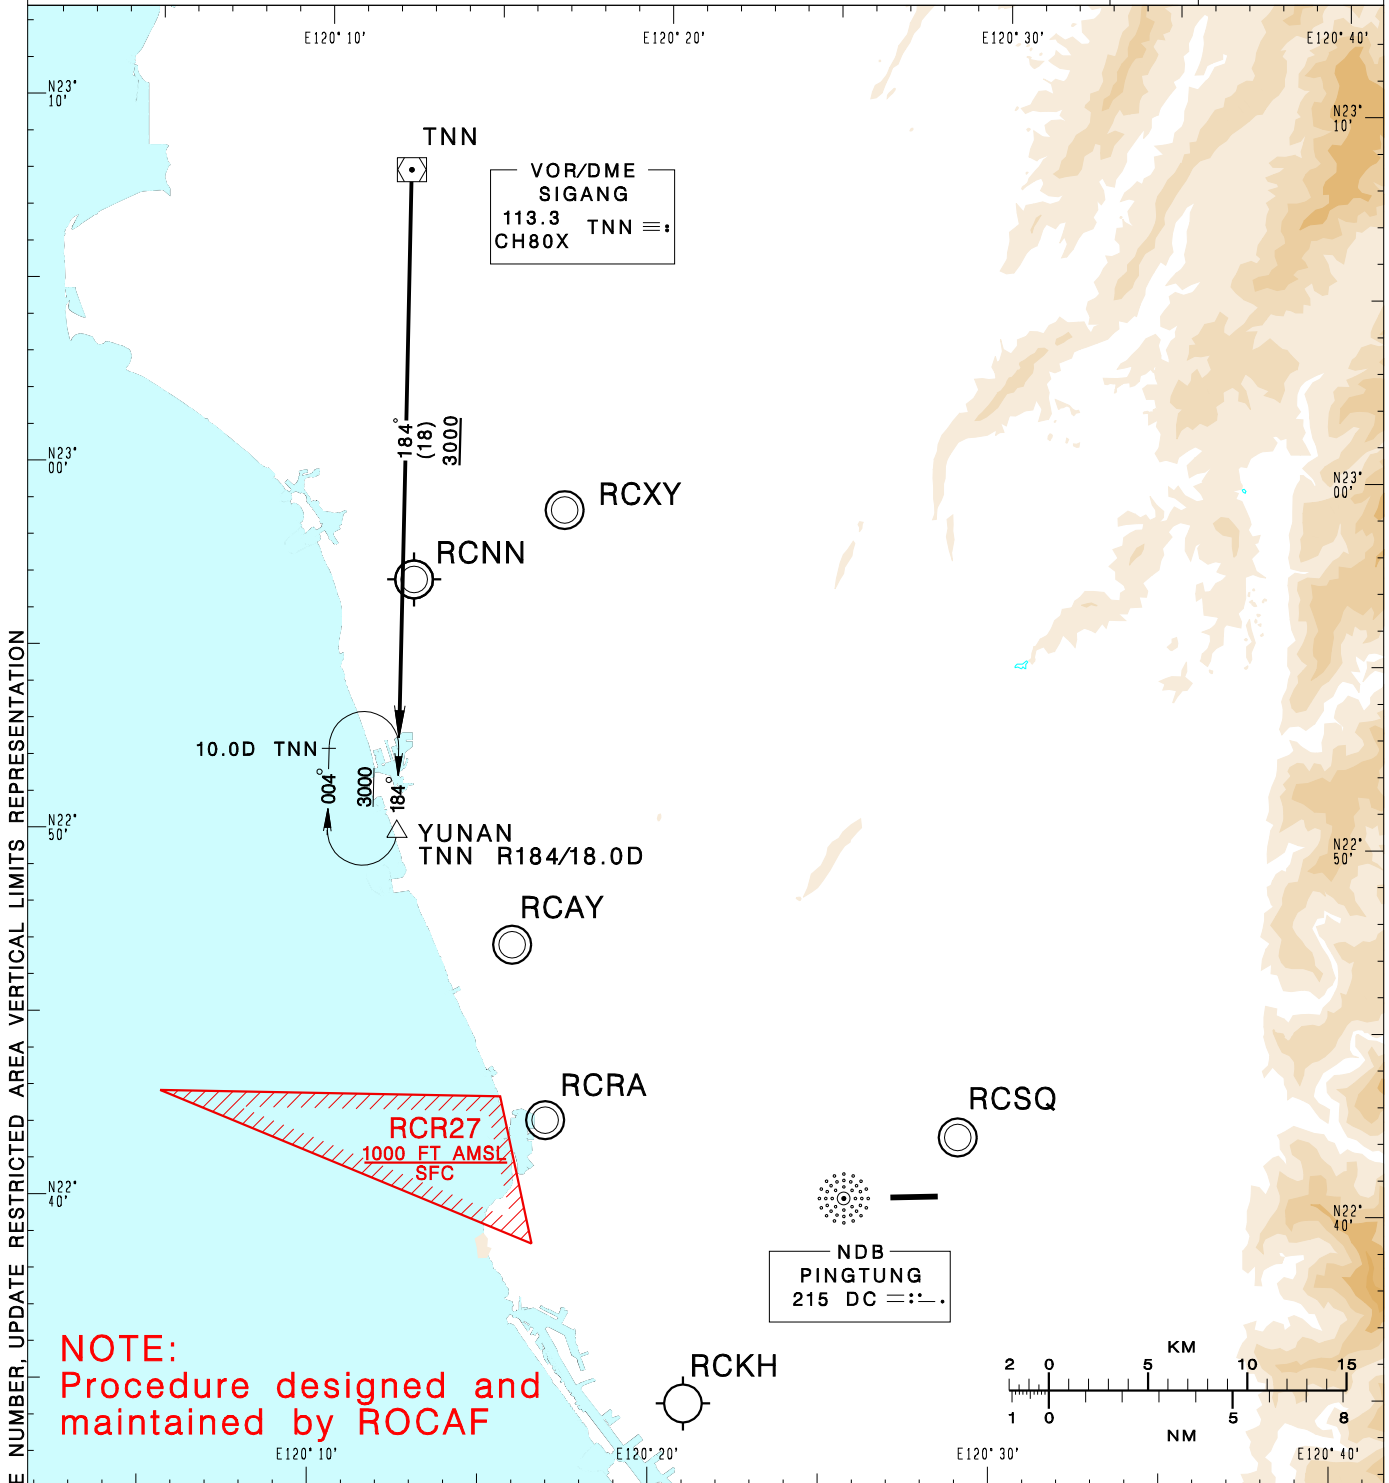 E120° 10'
E120° 20'
E120° 30'
E120° 40'
N23°
10'
N23°
10'
TNN
VOR/DME
SIGANG
113.3
TNN
CH80X
184°
(18)
3000
N23°
00'
N23°
00'
RCXY
RCNN
10.0D TNN
004°
3000
184°
N22°
50'
N22°
50'
YUNAN
TNN R184/18.0D
RCAY
RCRA
RCSQ
RCR27
1000 FT AMSL
SFC
N22°
40'
N22°
40'
NDB
PINGTUNG
215 DC
NOTE:
Procedure designed and
maintained by ROCAF
RCKH
KM
2 0 5 10 15
1 0 5 8
NM
E120° 10'
E120° 20'
E120° 30'
E120° 40'
E NUMBER, UPDATE RESTRICTED AREA VERTICAL LIMITS REPRESENTATION